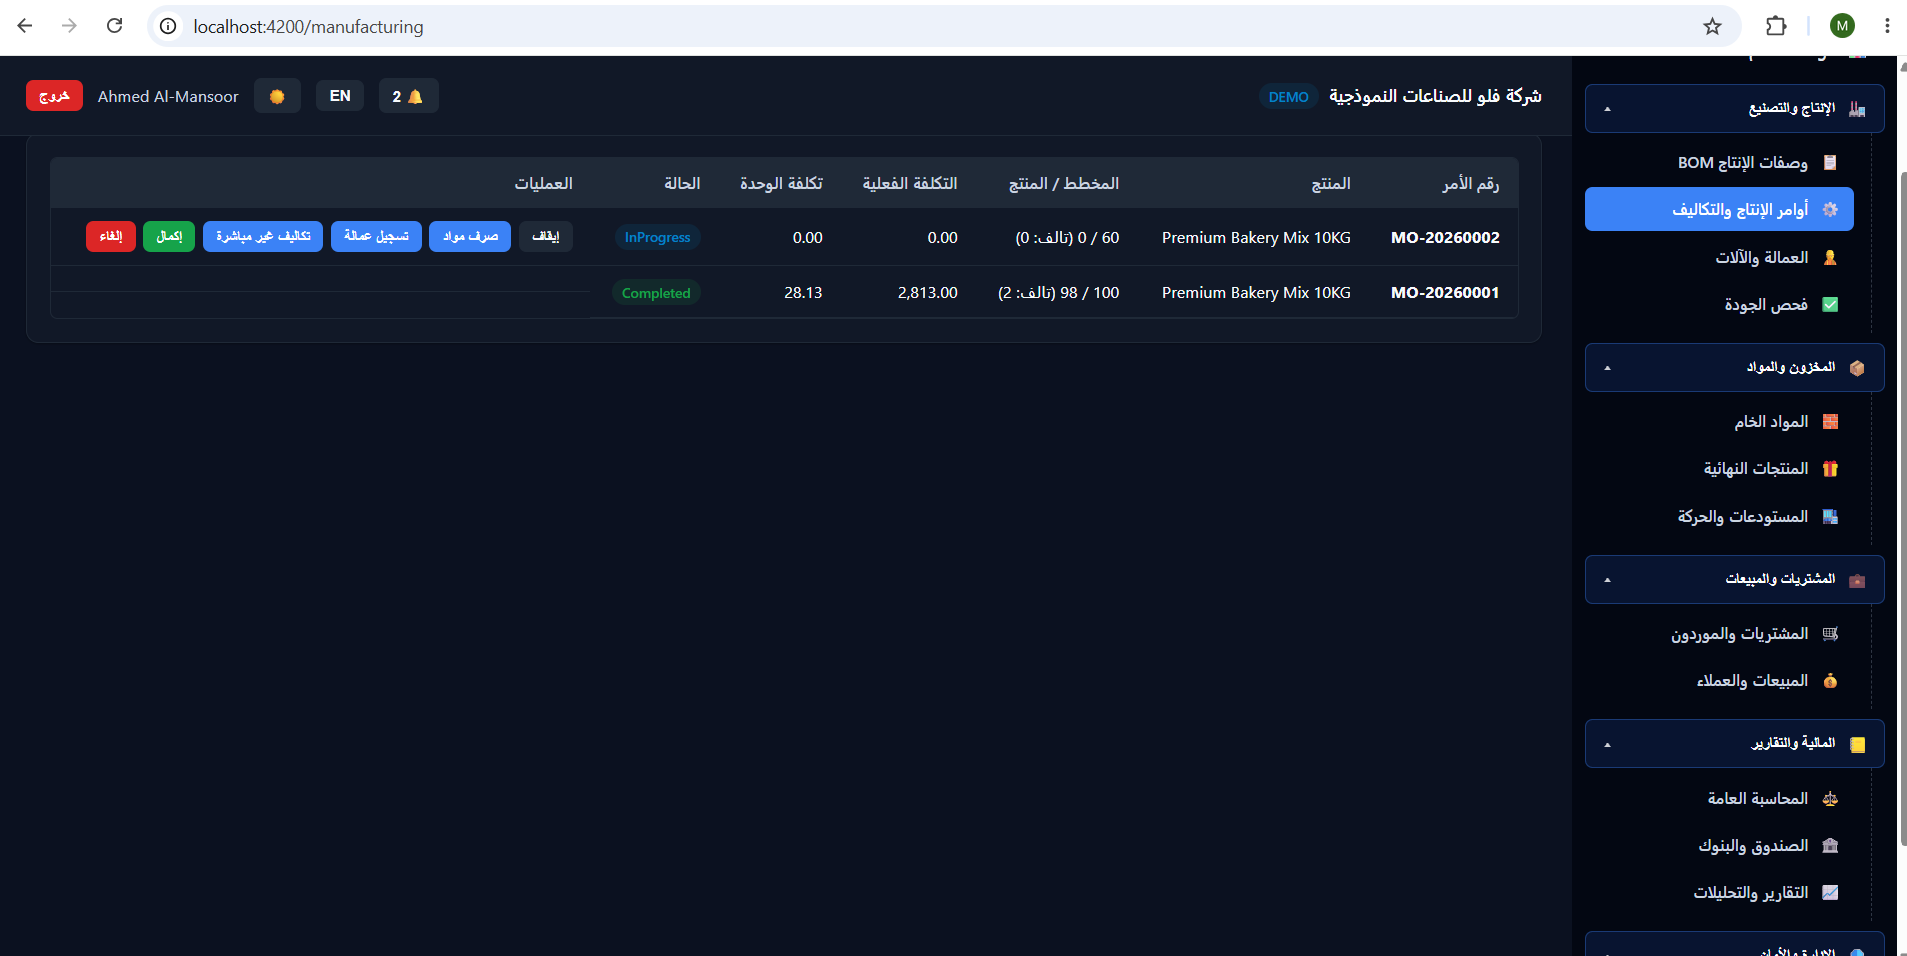 localhost:4200/manufacturing
M
شركة فلو للصناعات النموذجية DEMO
2
EN
Ahmed Al-Mansoor
خروج
رقم الأمر المنتج المخطط / المنتج التكلفة الفعلية تكلفة الوحدة الحالة العمليات
MO-20260002 Premium Bakery Mix 10KG 60 / 0 (تالف: 0) 0.00 0.00 InProgress إيقاف صرف مواد تسجيل عمالة تكاليف غير مباشرة إكمال إلغاء
MO-20260001 Premium Bakery Mix 10KG 100 / 98 (تالف: 2) 2,813.00 28.13 Completed
الإنتاج والتصنيع
وصفات الإنتاج BOM
أوامر الإنتاج والتكاليف
العمالة والآلات
فحص الجودة
المخزون والمواد
المواد الخام
المنتجات النهائية
المستودعات والحركة
المشتريات والمبيعات
المشتريات والموردون
المبيعات والعملاء
المالية والتقارير
المحاسبة العامة
الصندوق والبنوك
التقارير والتحليلات